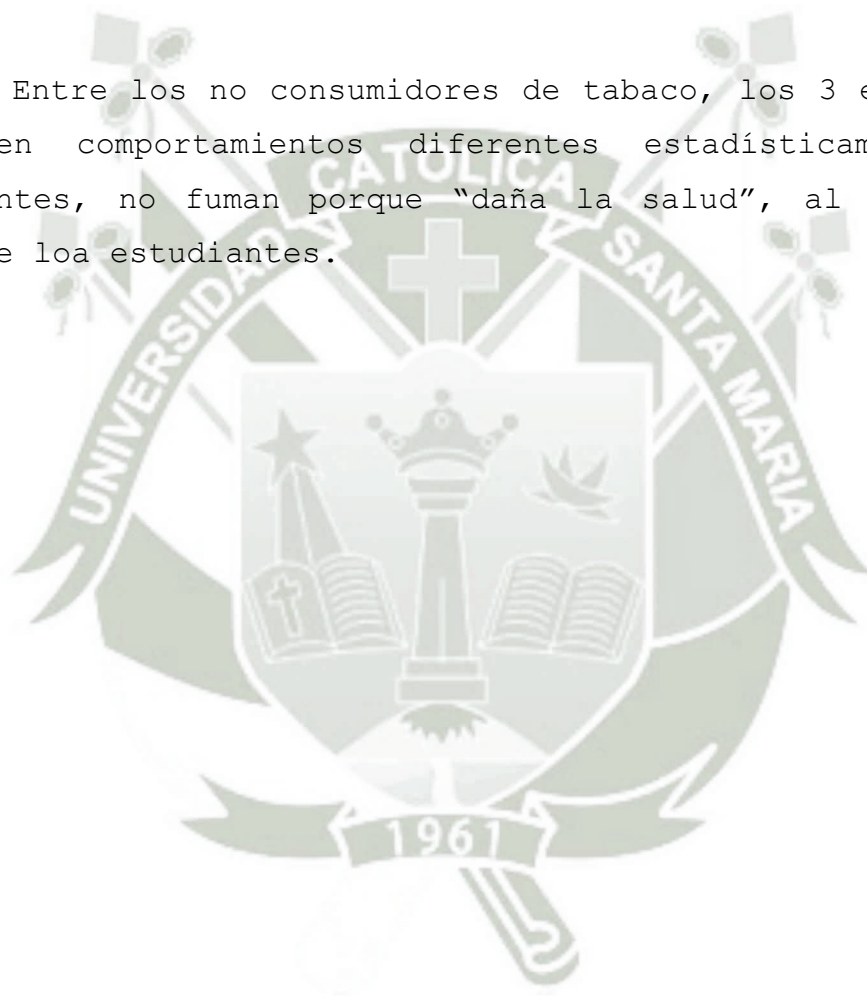 Entre los no consumidores de tabaco, los 3 e
en comportamientos diferentes estadísticam
ntes, no fuman porque “daña la salud”, al
e loa estudiantes.
UNIVERSIDAD CATOLICA SANTA MARIA
1961